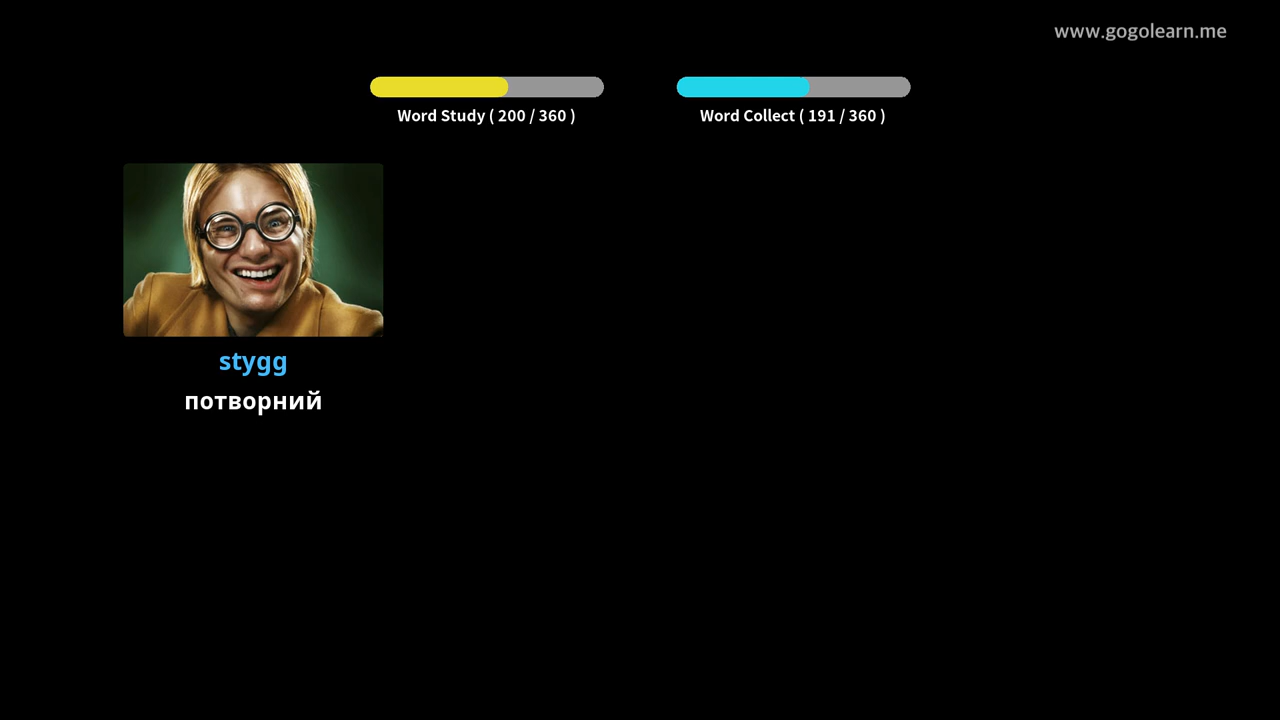 www.gogolearn.me
Word Study ( 200 / 360 )
Word Collect ( 191 / 360 )
stygg
потворний